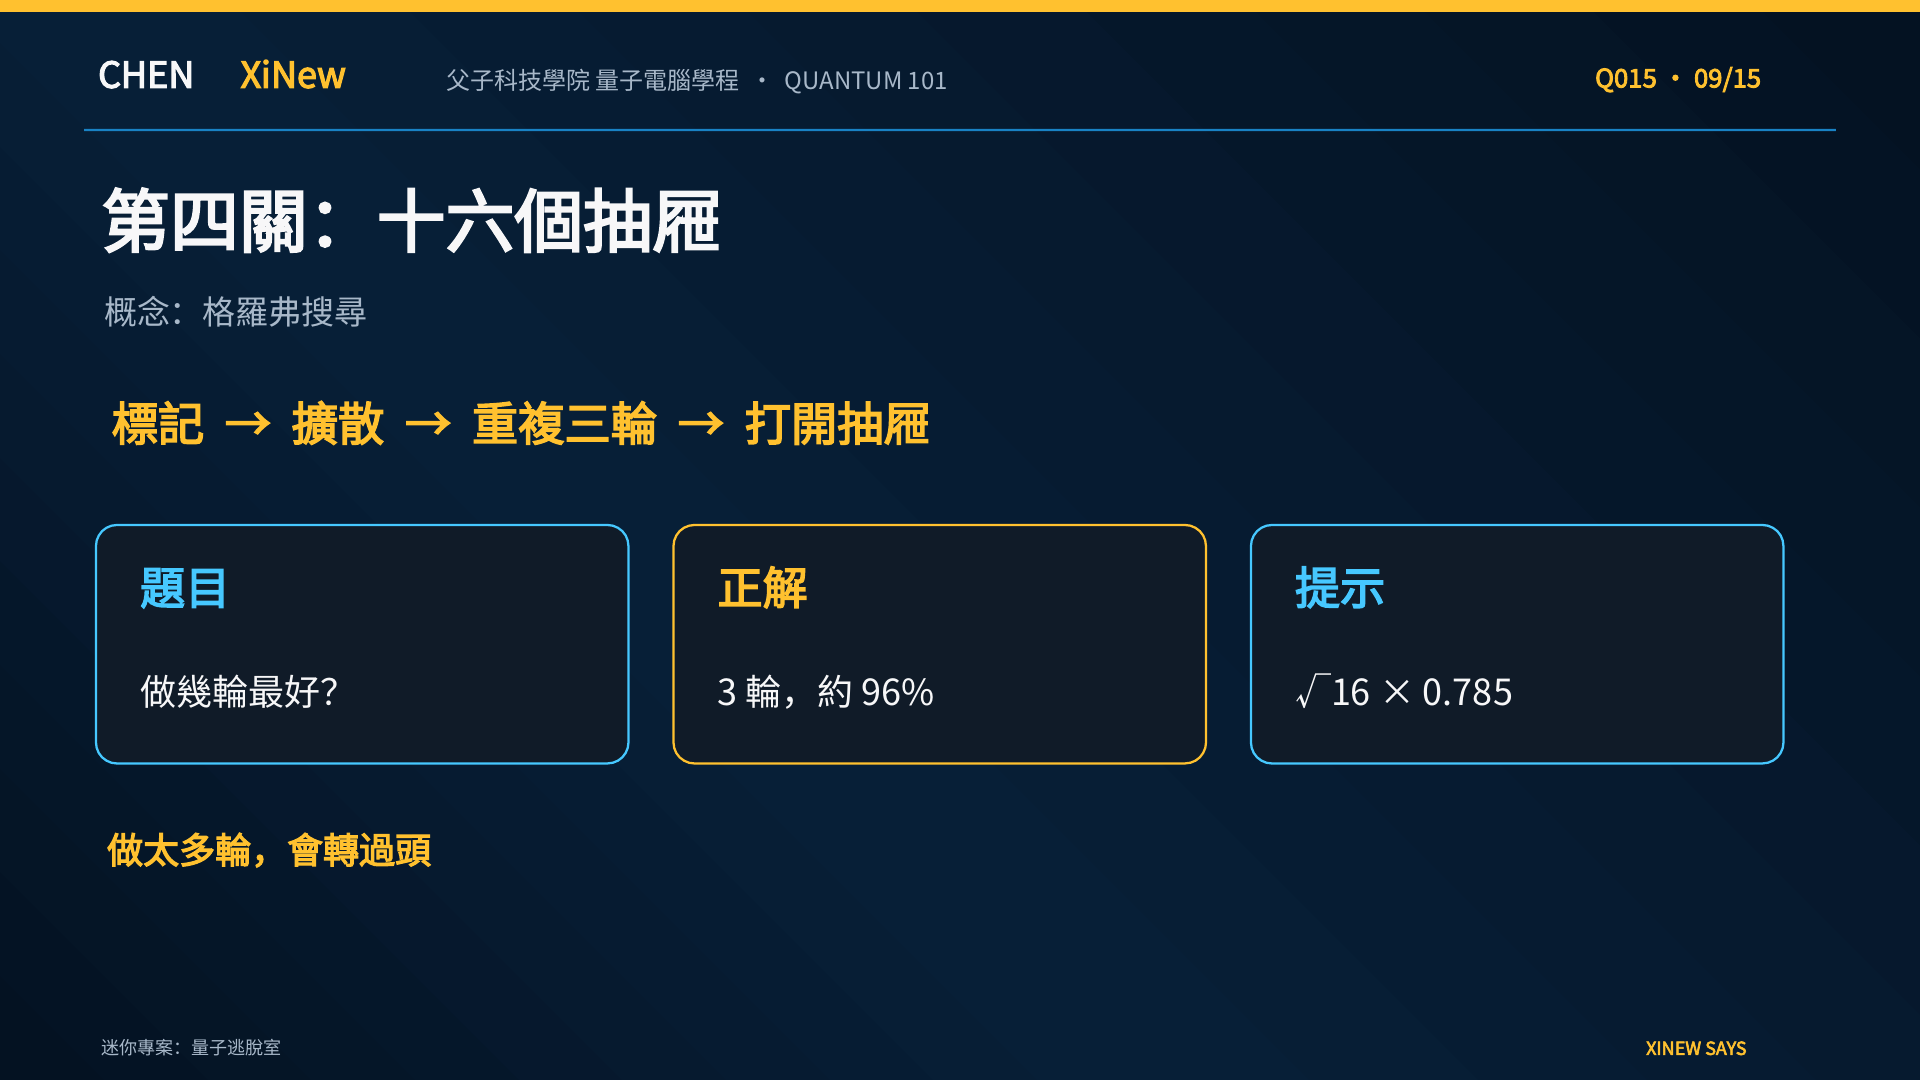 CHEN XiNew 父子科技學院 量子電腦學程 · QUANTUM 101 Q015 · 09/15
第四關：十六個抽屜
概念：格羅弗搜尋
標記 → 擴散 → 重複三輪 → 打開抽屜
題目
做幾輪最好？
正解
3 輪，約 96%
提示
√16 × 0.785
做太多輪，會轉過頭
迷你專案：量子逃脫室
XINEW SAYS